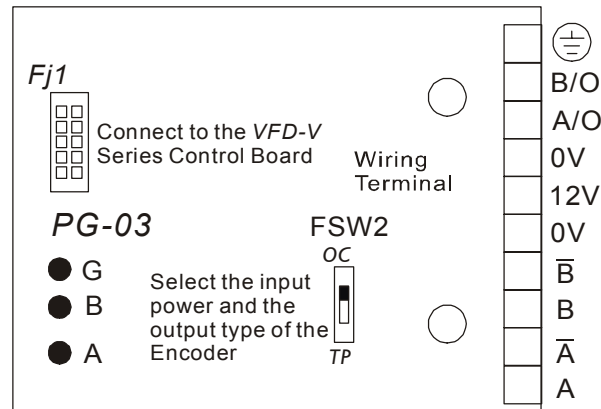 Fj1
Connect to the VFD-V
Series Control Board
Wiring
Terminal
PG-03
FSW2
OC
TP
G
B
A
Select the input
power and the
output type of the
Encoder
B/O
A/O
0V
12V
0V
B̅
B
A̅
A